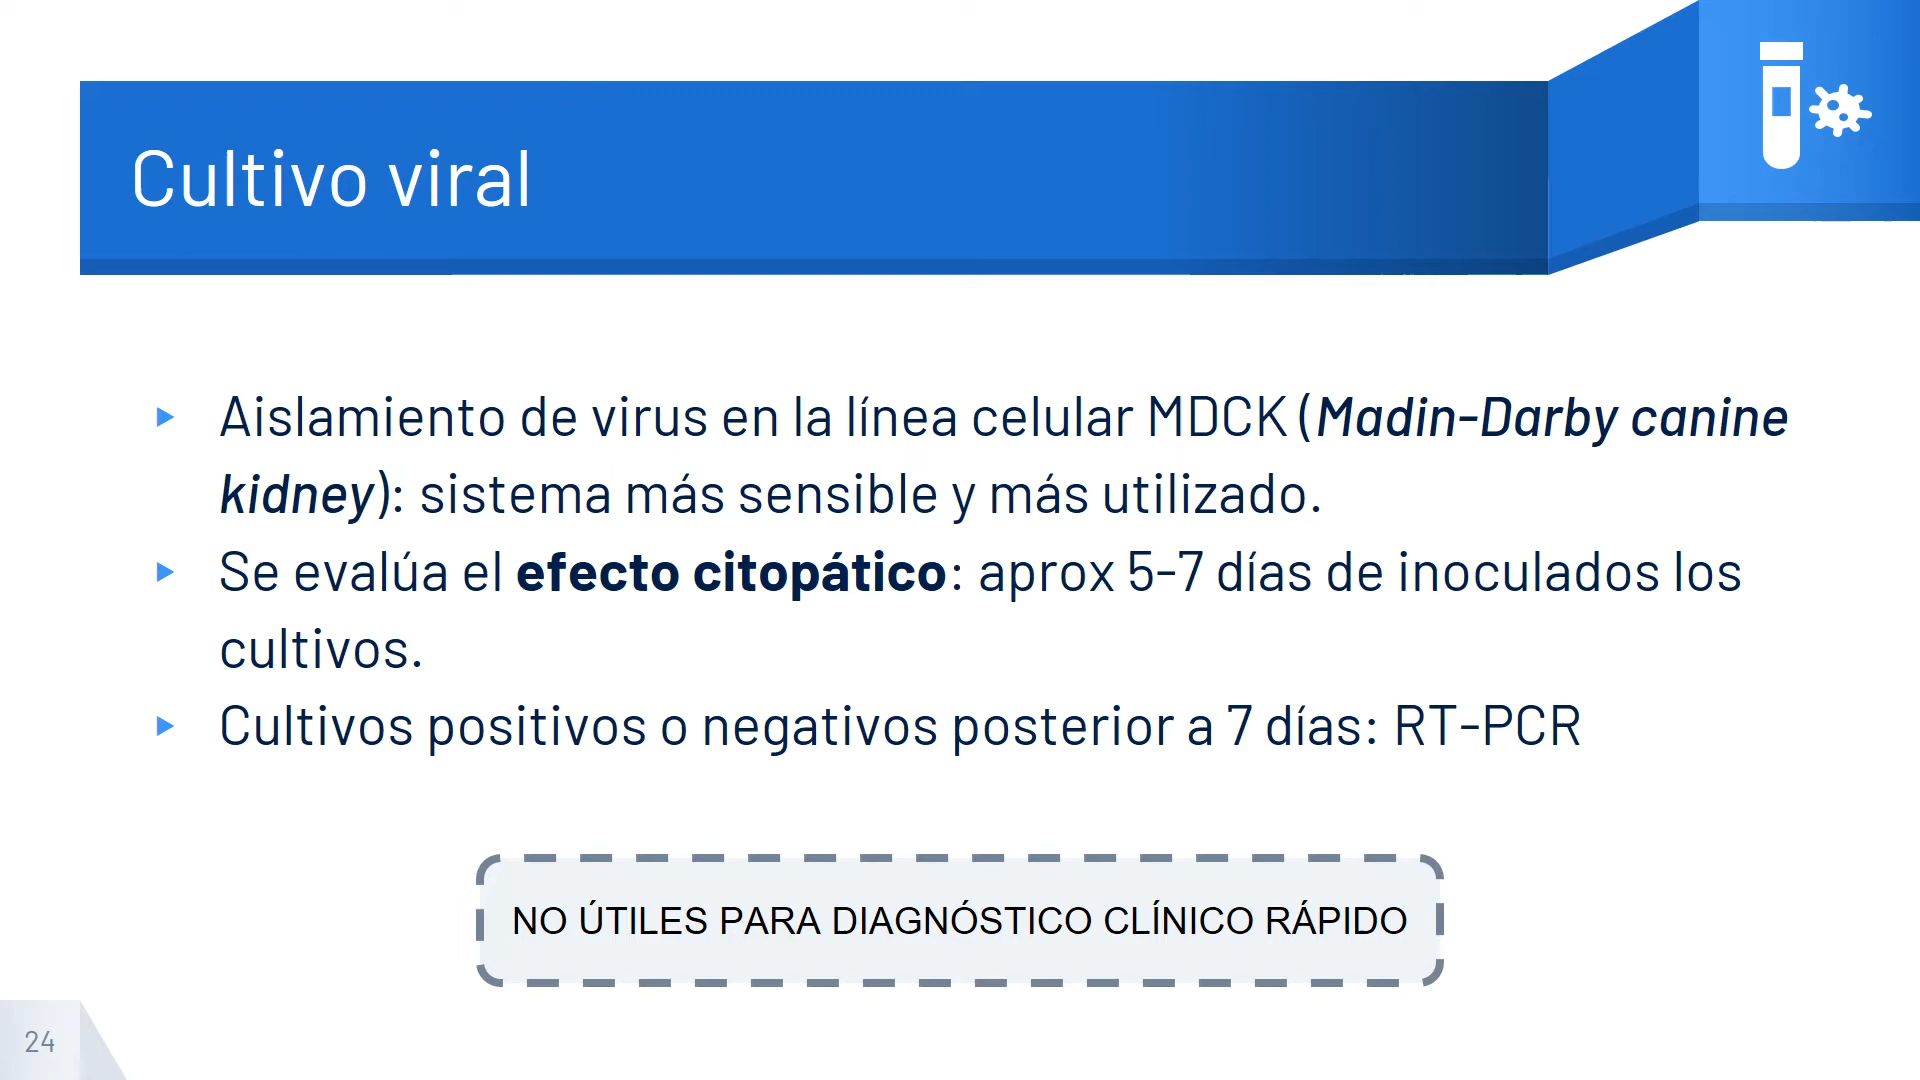 Cultivo viral
Aislamiento de virus en la línea celular MDCK (Madin-Darby canine
kidney): sistema más sensible y más utilizado.
Se evalúa el efecto citopático: aprox 5-7 días de inoculados los
cultivos.
Cultivos positivos o negativos posterior a 7 días: RT-PCR
NO ÚTILES PARA DIAGNÓSTICO CLÍNICO RÁPIDO
24